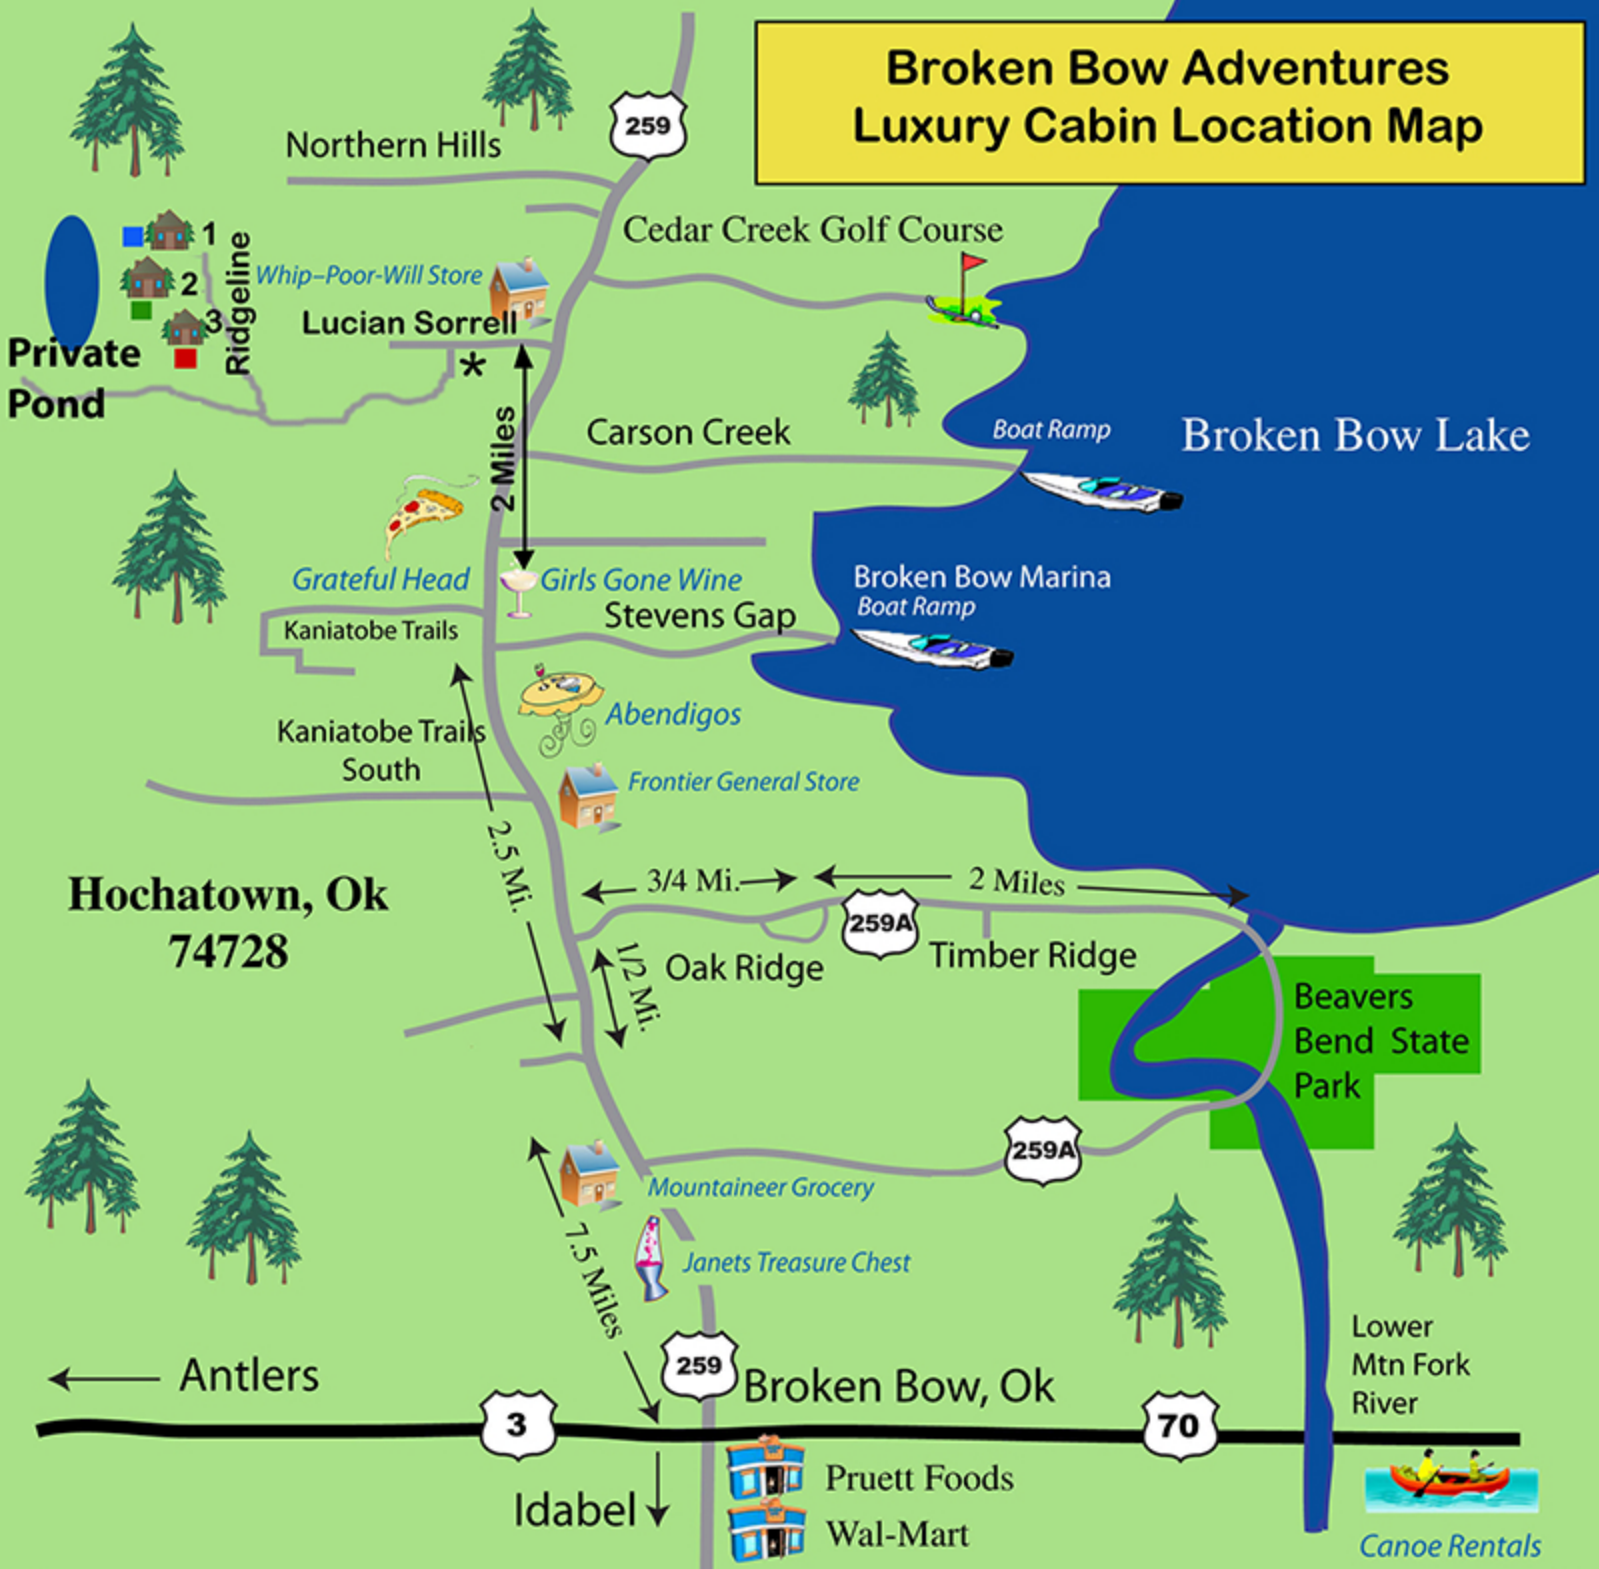 Broken Bow Adventures
Luxury Cabin Location Map
259
Northern Hills
Cedar Creek Golf Course
1
2
3
Ridgeline
Whip-Poor-Will Store
Lucian Sorrell
*
Private
Pond
2 Miles
Carson Creek
Boat Ramp
Broken Bow Lake
Grateful Head
Girls Gone Wine
Broken Bow Marina
Boat Ramp
Stevens Gap
Kaniatobe Trails
Abendigos
Kaniatobe Trails
South
Frontier General Store
2.5 Mi.
Hochatown, Ok
74728
3/4 Mi.
2 Miles
259A
Oak Ridge
Timber Ridge
1/2 Mi.
Beavers
Bend State
Park
259A
Mountaineer Grocery
Janets Treasure Chest
7.5 Miles
Lower
Mtn Fork
River
Antlers
259
Broken Bow, Ok
3
70
Idabel
Pruett Foods
Wal-Mart
Canoe Rentals